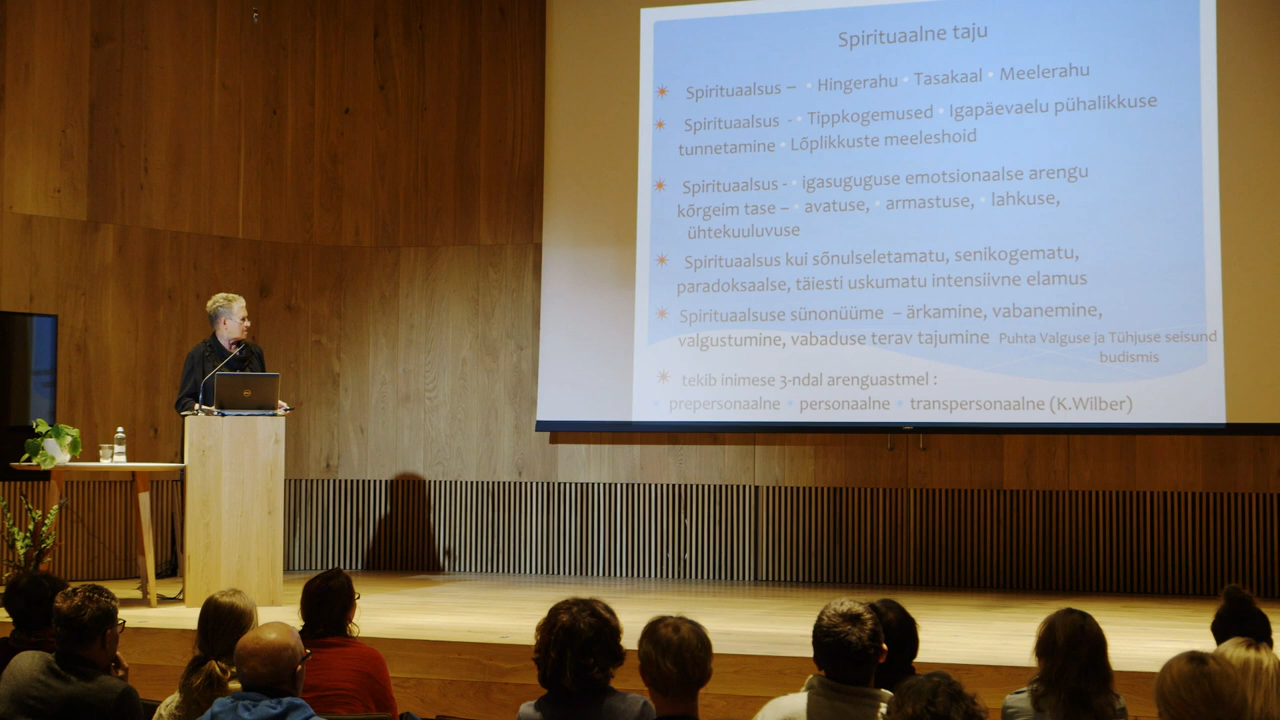 Spirituaalne taju
Spirituaalsus – • Hingerahu • Tasakaal • Meelerahu
Spirituaalsus - • Tippkogemused • Igapäevaelu pühalikkuse
tunnetamine • Lõplikkuste meeleshoid
Spirituaalsus - • igasuguguse emotsionaalse arengu
kõrgeim tase – • avatuse, • armastuse, • lahkuse,
ühtekuuluvuse
Spirituaalsus kui sõnulseletamatu, senikogematu,
paradoksaalse, täiesti uskumatu intensiivne elamus
Spirituaalsuse sünonüüme – ärkamine, vabanemine,
valgustumine, vabaduse terav tajumine Puhta Valguse ja Tühjuse seisund
budismis
tekib inimese 3-ndal arenguastmel :
• prepersonaalne • personaalne • transpersonaalne (K.Wilber)